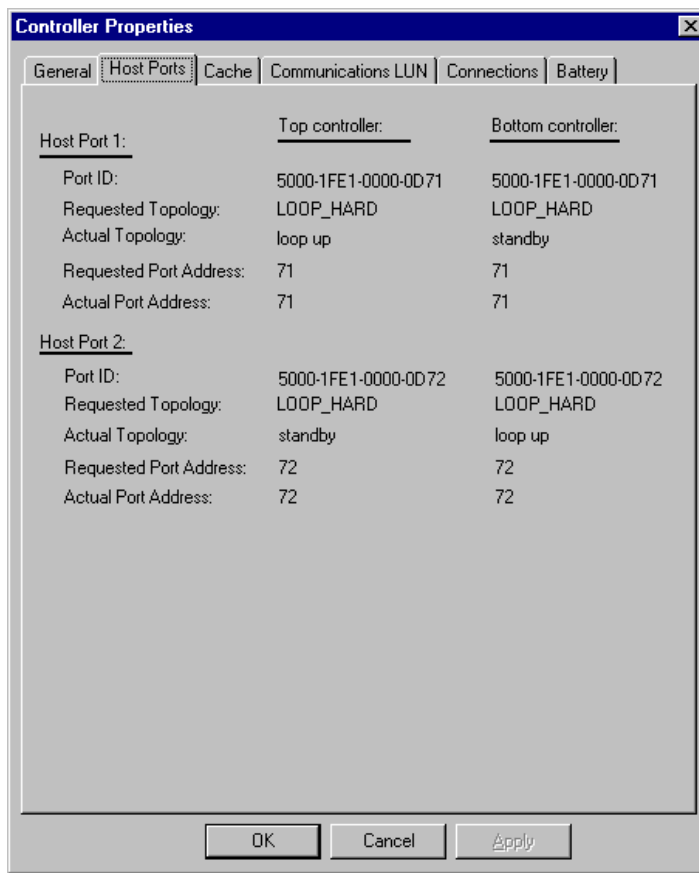 Controller Properties
General Host Ports Cache Communications LUN Connections Battery
Top controller: Bottom controller:
Host Port 1:
Port ID: 5000-1FE1-0000-0D71 5000-1FE1-0000-0D71
Requested Topology: LOOP_HARD LOOP_HARD
Actual Topology: loop up standby
Requested Port Address: 71 71
Actual Port Address: 71 71
Host Port 2:
Port ID: 5000-1FE1-0000-0D72 5000-1FE1-0000-0D72
Requested Topology: LOOP_HARD LOOP_HARD
Actual Topology: standby loop up
Requested Port Address: 72 72
Actual Port Address: 72 72
OK Cancel Apply